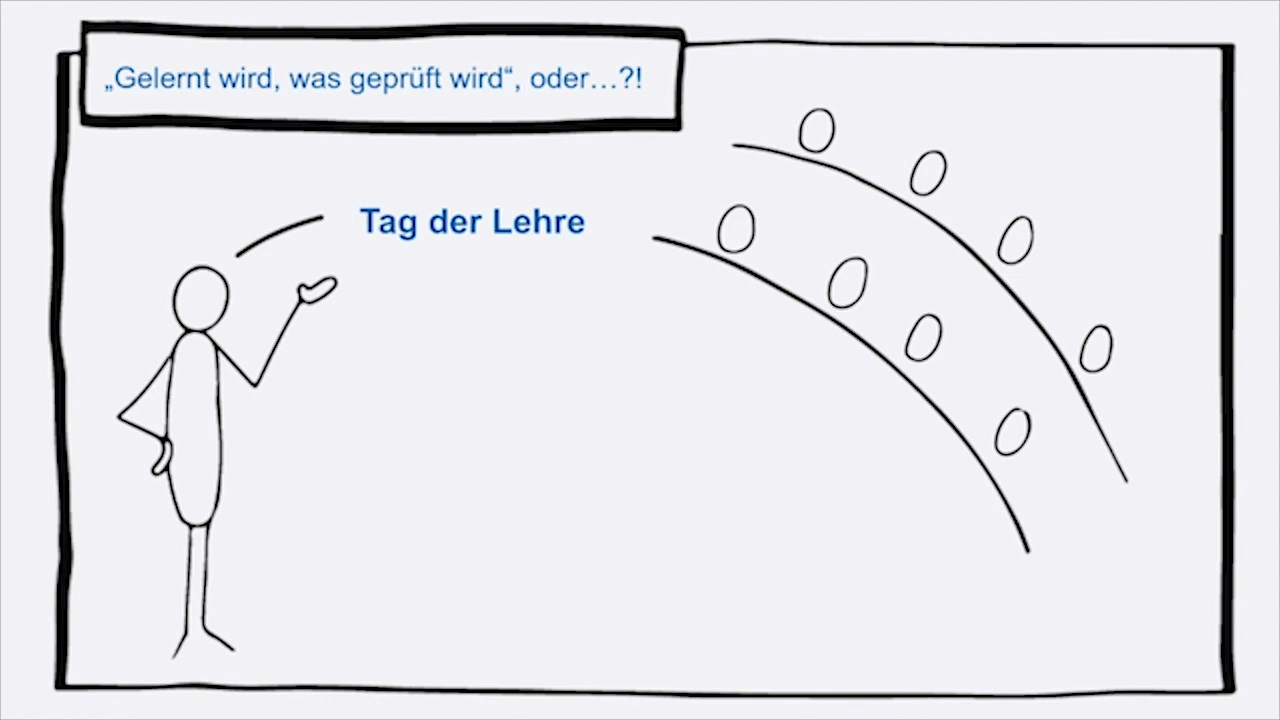 „Gelernt wird, was geprüft wird“, oder…?!
Tag der Lehre